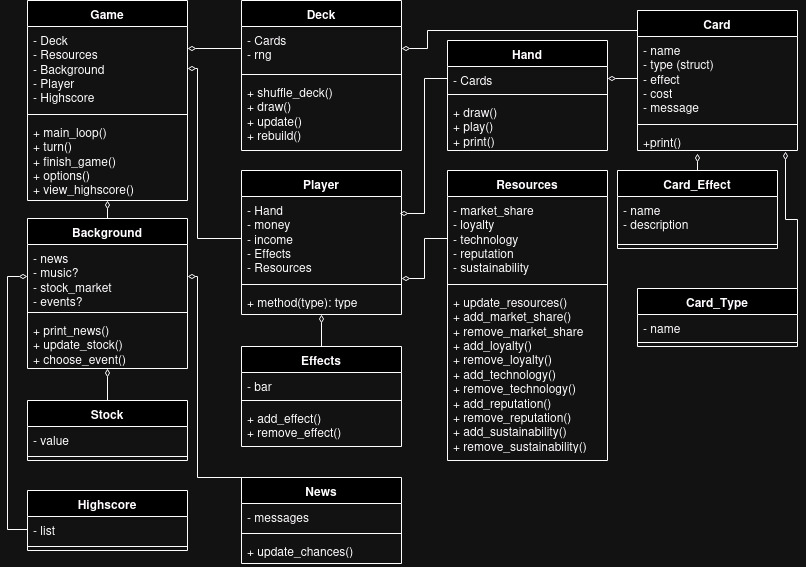 Game
- Deck
- Resources
- Background
- Player
- Highscore
+ main_loop()
+ turn()
+ finish_game()
+ options()
+ view_highscore()
Deck
- Cards
- rng
+ shuffle_deck()
+ draw()
+ update()
+ rebuild()
Hand
- Cards
+ draw()
+ play()
+ print()
Card
- name
- type (struct)
- effect
- cost
- message
+print()
Background
- news
- music?
- stock_market
- events?
+ print_news()
+ update_stock()
+ choose_event()
Player
- Hand
- money
- income
- Effects
- Resources
+ method(type): type
Resources
- market_share
- loyalty
- technology
- reputation
- sustainability
+ update_resources()
+ add_market_share()
+ remove_market_share
+ add_loyalty()
+ remove_loyalty()
+ add_technology()
+ remove_technology()
+ add_reputation()
+ remove_reputation()
+ add_sustainability()
+ remove_sustainability()
Card_Effect
- name
- description
Card_Type
- name
Effects
- bar
+ add_effect()
+ remove_effect()
Stock
- value
Highscore
- list
News
- messages
+ update_chances()